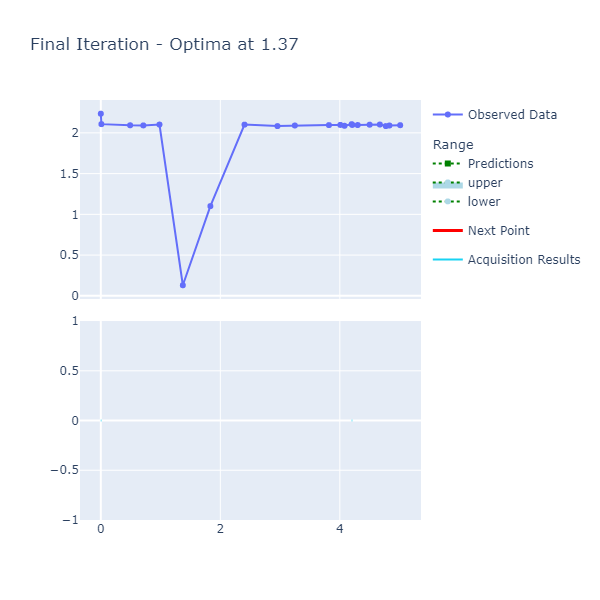 Final Iteration - Optima at 1.37
2
1.5
1
0.5
0
1
0.5
0
−0.5
−1
0
2
4
Observed Data
Range
Predictions
upper
lower
Next Point
Acquisition Results